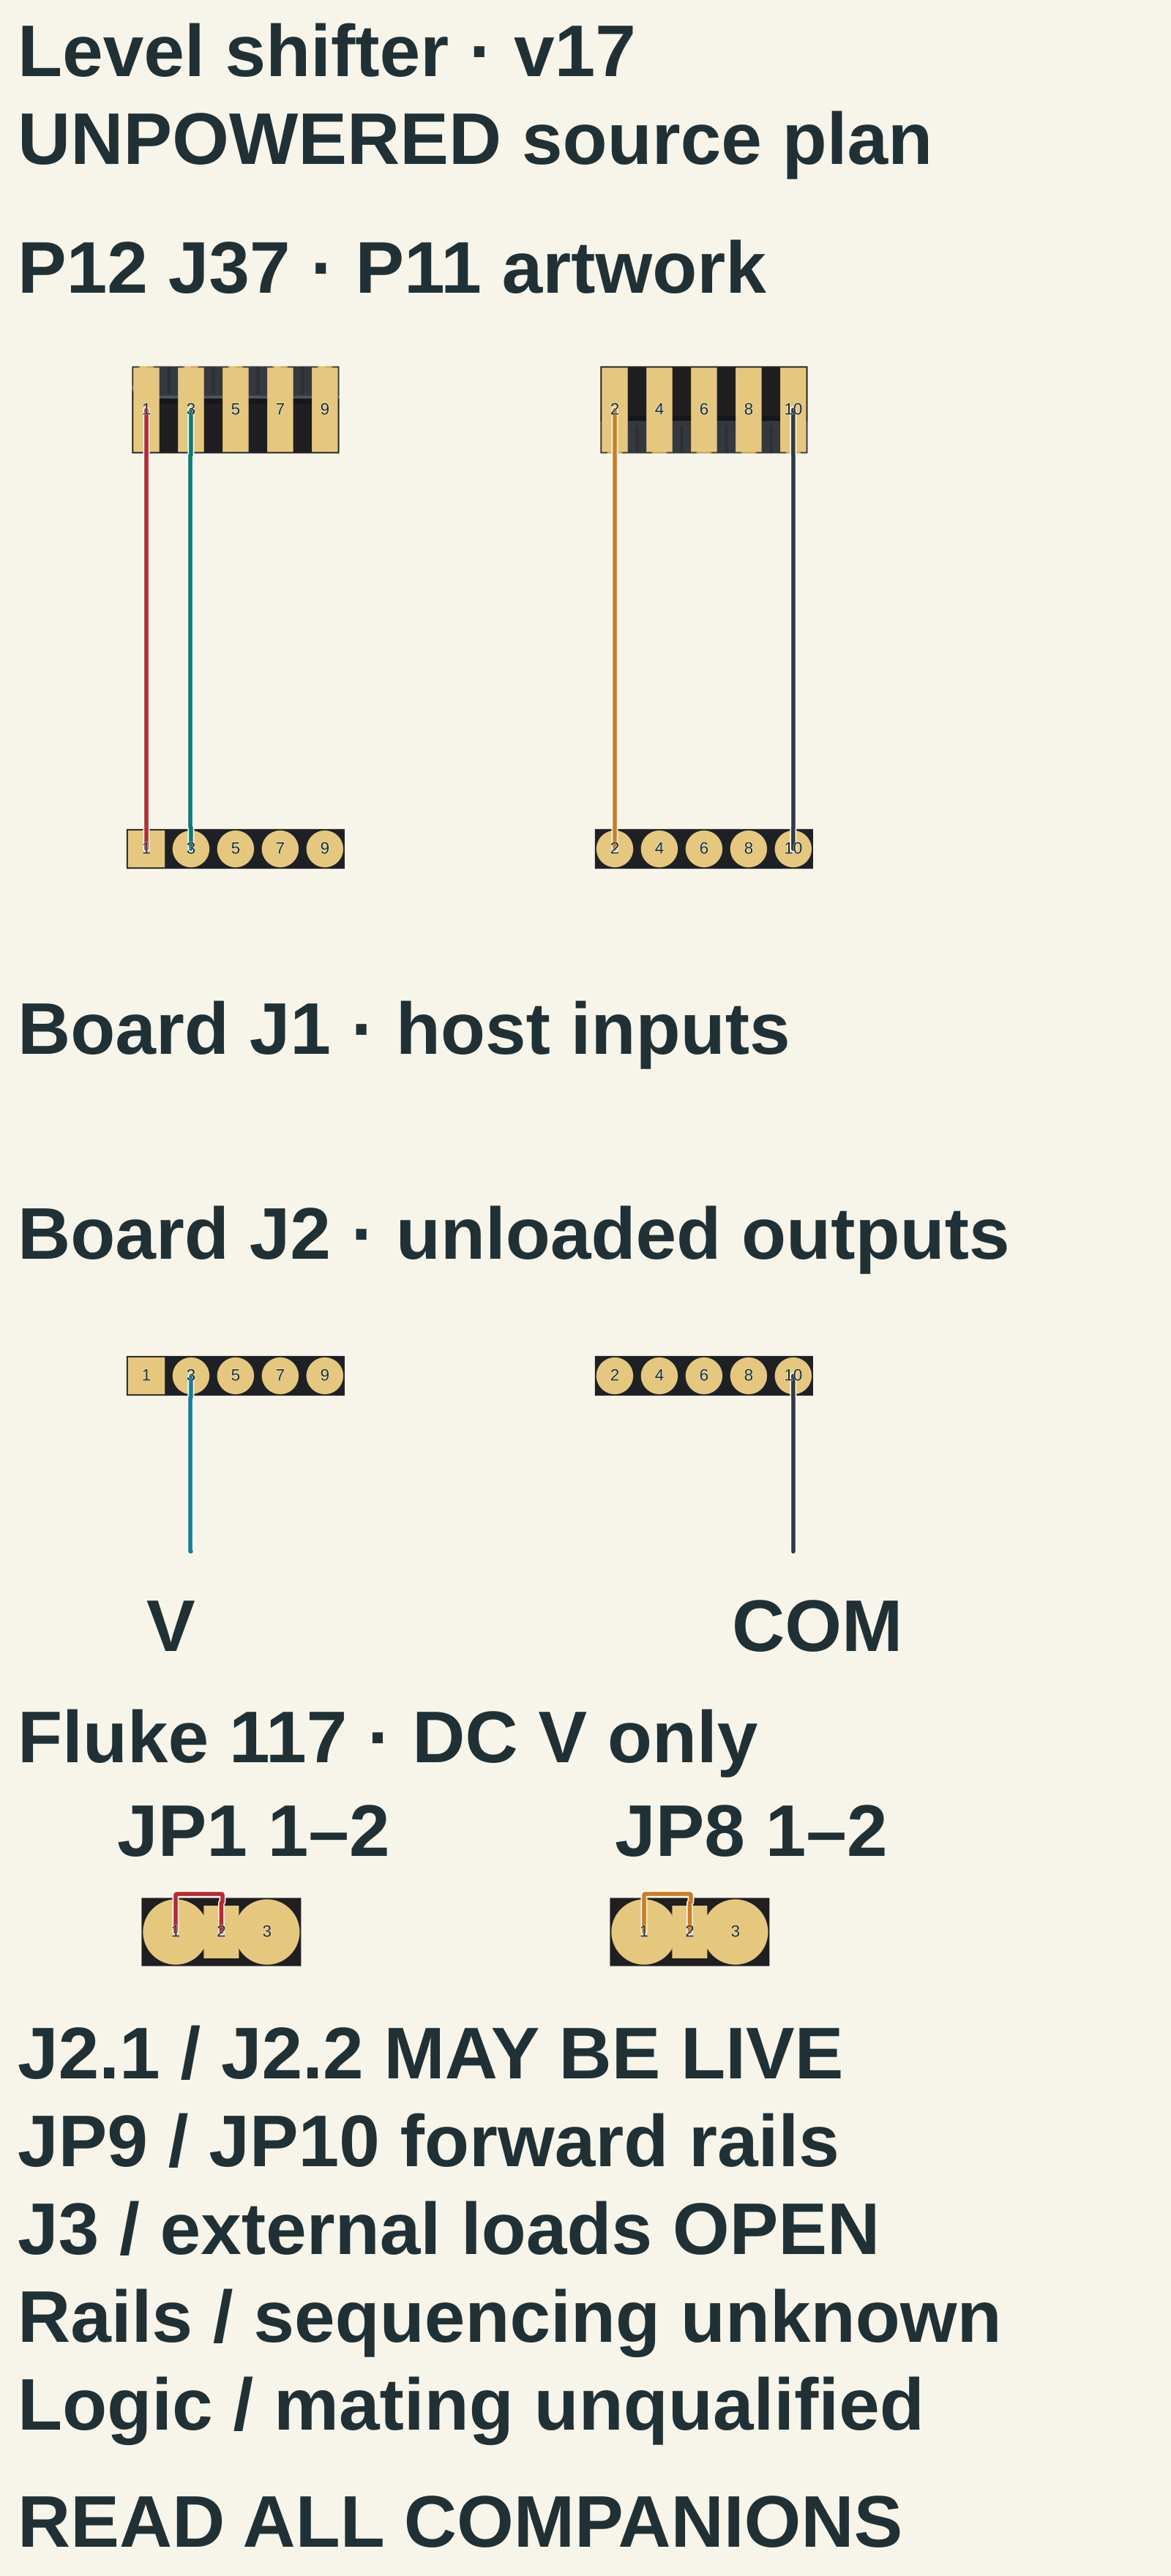 Level shifter · v17
UNPOWERED source plan
P12 J37 · P11 artwork
1 3 5 7 9 2 4 6 8 10
1 3 5 7 9 2 4 6 8 10
Board J1 · host inputs
Board J2 · unloaded outputs
1 3 5 7 9 2 4 6 8 10
V COM
Fluke 117 · DC V only
JP1 1–2 JP8 1–2
1 2 3 1 2 3
J2.1 / J2.2 MAY BE LIVE
JP9 / JP10 forward rails
J3 / external loads OPEN
Rails / sequencing unknown
Logic / mating unqualified
READ ALL COMPANIONS